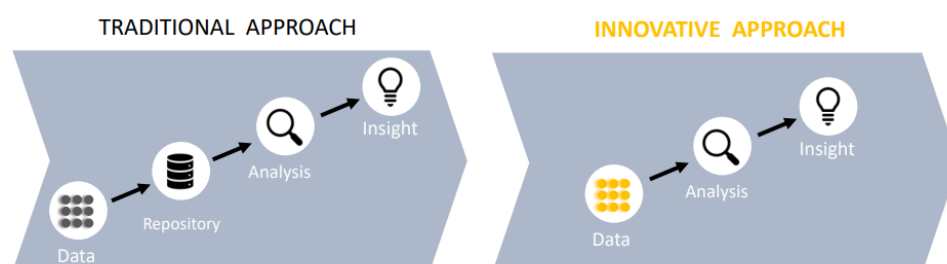 TRADITIONAL APPROACH
Data
Repository
Analysis
Insight
INNOVATIVE APPROACH
Data
Analysis
Insight